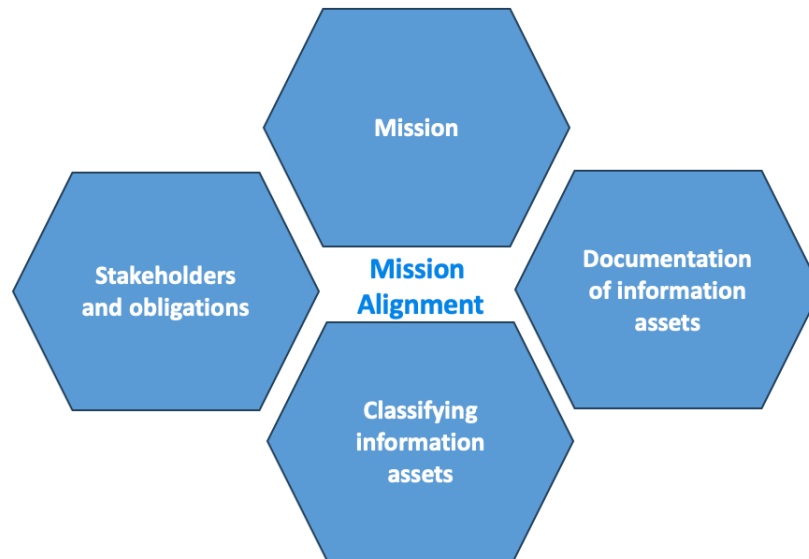 Mission
Stakeholders
and obligations
Mission
Alignment
Documentation
of information
assets
Classifying
information
assets